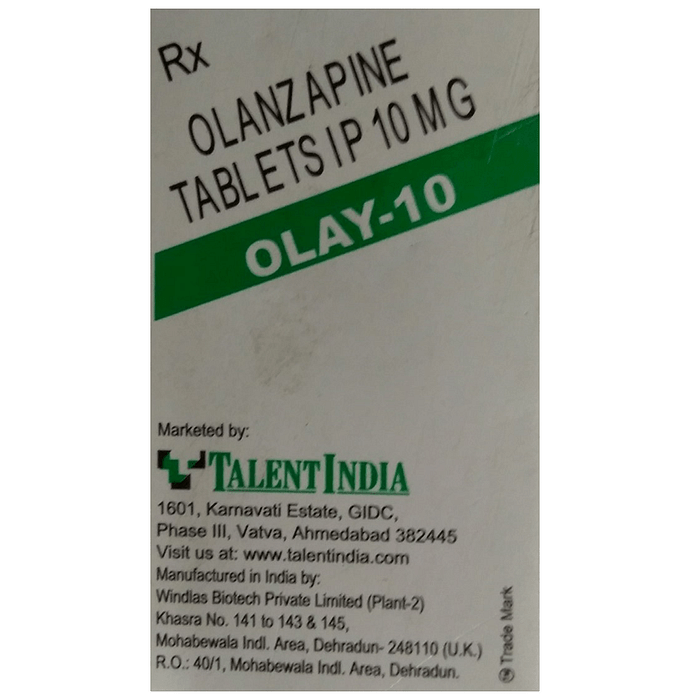 Rx
OLANZAPINE
TABLETS IP 10 MG
OLAY-10
Marketed by:
TALENT INDIA
1601, Karnavati Estate, GIDC,
Phase III, Vatva, Ahmedabad 382445
Visit us at: www.talentindia.com
Manufactured in India by:
Windlas Biotech Private Limited (Plant-2)
Khasra No. 141 to 143 & 145,
Mohabewala Indl. Area, Dehradun- 248110 (U.K.)
R.O.: 40/1, Mohabewala Indl. Area, Dehradun.
Trade Mark